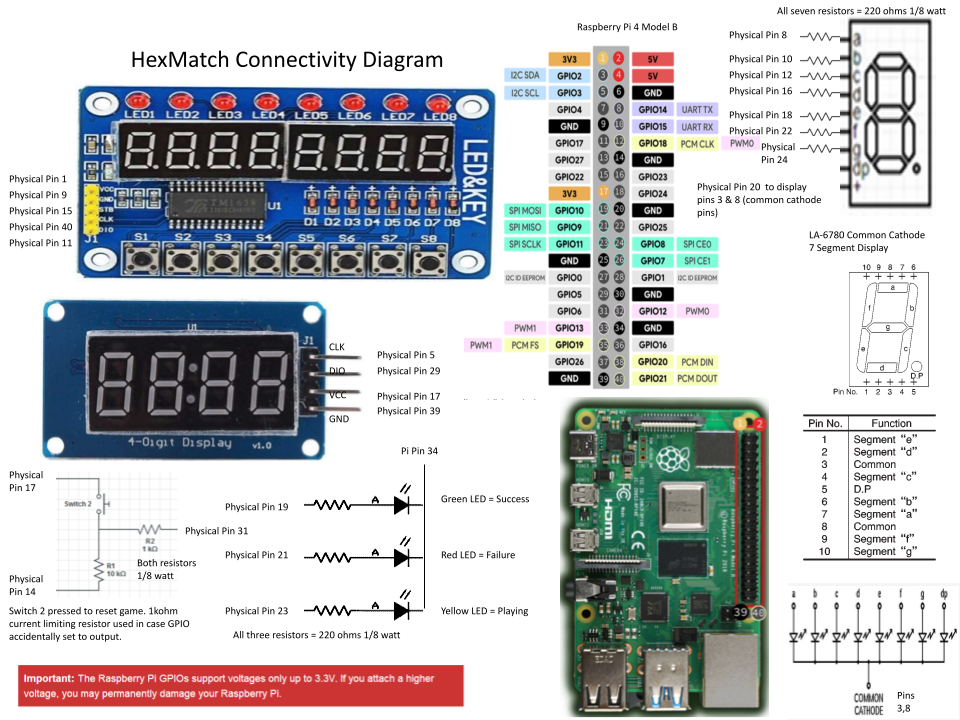 All seven resistors = 220 ohms 1/8 watt
HexMatch Connectivity Diagram
Raspberry Pi 4 Model B
Physical Pin 8
Physical Pin 10
Physical Pin 12
Physical Pin 16
Physical Pin 18
Physical Pin 22
Physical
Pin 24
Physical Pin 20 to display
pins 3 & 8 (common cathode
pins)
a
b
c
d
e
f
g
dp
+
LED1 LED2 LED3 LED4 LED5 LED6 LED7 LED8
LED&KEY
VCC
GND
STB
CLK
DIO
J1
TM1638
U1
D1 D2 D3 D4 D5 D6 D7 D8
S1 S2 S3 S4 S5 S6 S7 S8
Physical Pin 1
Physical Pin 9
Physical Pin 15
Physical Pin 40
Physical Pin 11
3V3 1 2 5V
I2C SDA GPIO2 3 4 5V
I2C SCL GPIO3 5 6 GND
GPIO4 7 8 GPIO14 UART TX
GND 9 10 GPIO15 UART RX
GPIO17 11 12 GPIO18 PCM CLK PWM0
GPIO27 13 14 GND
GPIO22 15 16 GPIO23
3V3 17 18 GPIO24
SPI MOSI GPIO10 19 20 GND
SPI MISO GPIO9 21 22 GPIO25
SPI SCLK GPIO11 23 24 GPIO8 SPI CE0
GND 25 26 GPIO7 SPI CE1
I2C ID EEPROM GPIO0 27 28 GPIO1 I2C ID EEPROM
GPIO5 29 30 GND
GPIO6 31 32 GPIO12 PWM0
PWM1 GPIO13 33 34 GND
PWM1 PCM FS GPIO19 35 36 GPIO16
GPIO26 37 38 GPIO20 PCM DIN
GND 39 40 GPIO21 PCM DOUT
LA-6780 Common Cathode
7 Segment Display
10 9 8 7 6
a
f b
g
e c
d
D.P
Pin No. 1 2 3 4 5
U1
J1
CLK
DIO
VCC
GND
4-Digit Display v1.0
Physical Pin 5
Physical Pin 29
Physical Pin 17
Physical Pin 39
Pin No. Function
1 Segment “e”
2 Segment “d”
3 Common
4 Segment “c”
5 D.P
6 Segment “b”
7 Segment “a”
8 Common
9 Segment “f”
10 Segment “g”
Physical
Pin 17
Switch 2
Physical Pin 31
R2
1 kΩ
R1
10 kΩ
Both resistors
1/8 watt
Physical
Pin 14
Switch 2 pressed to reset game. 1kohm
current limiting resistor used in case GPIO
accidentally set to output.
Pi Pin 34
Physical Pin 19
A
Green LED = Success
Physical Pin 21
A
Red LED = Failure
Physical Pin 23
A
Yellow LED = Playing
All three resistors = 220 ohms 1/8 watt
1 2
HDMI
FC
CE
39 40
a b c d e f g dp
COMMON
CATHODE
Pins
3,8
Important: The Raspberry Pi GPIOs support voltages only up to 3.3V. If you attach a higher
voltage, you may permanently damage your Raspberry Pi.